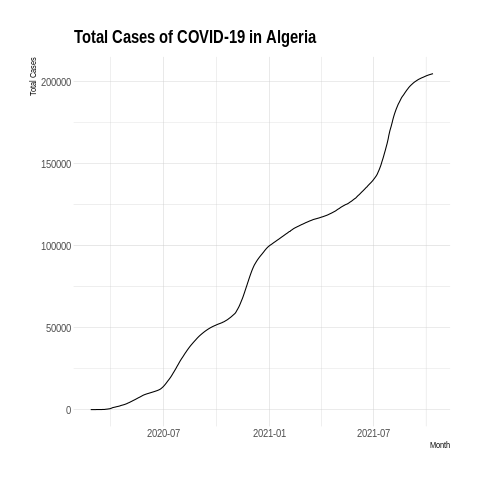 Total Cases of COVID-19 in Algeria
Total Cases
200000
150000
100000
50000
0
2020-07
2021-01
2021-07
Month